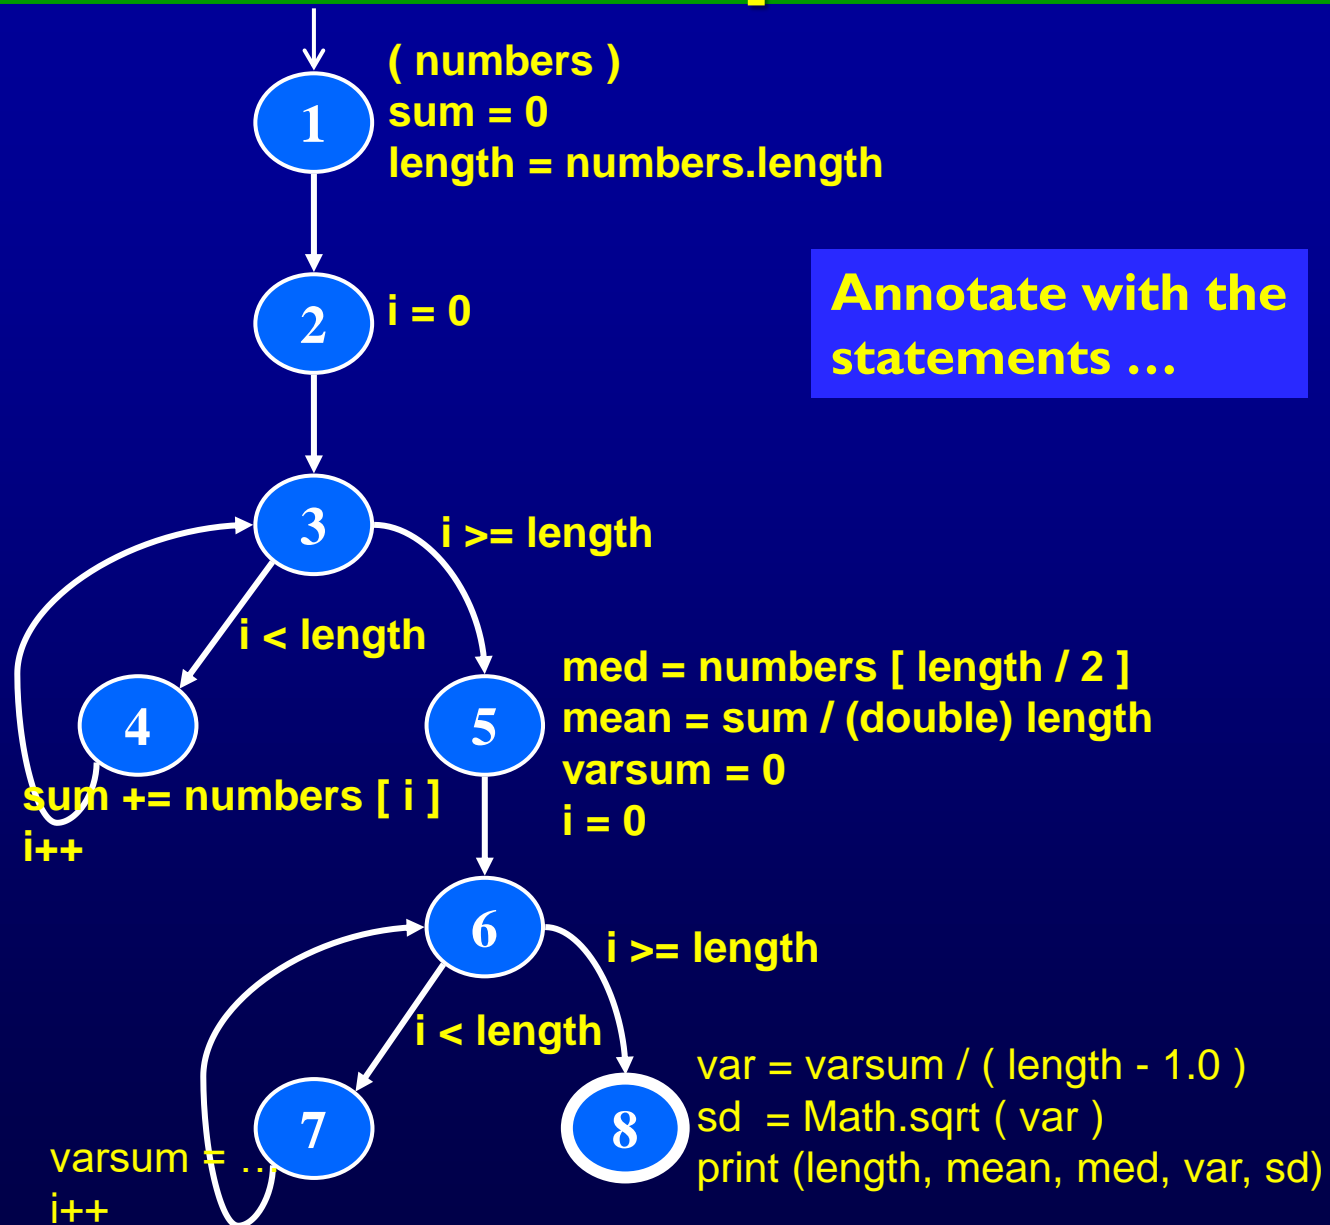 1
( numbers )
sum = 0
length = numbers.length
2
i = 0
Annotate with the
statements …
3
i >= length
i < length
4
sum += numbers [ i ]
i++
5
med = numbers [ length / 2 ]
mean = sum / (double) length
varsum = 0
i = 0
6
i >= length
i < length
7
varsum = …
i++
8
var = varsum / ( length - 1.0 )
sd  = Math.sqrt ( var )
print (length, mean, med, var, sd)